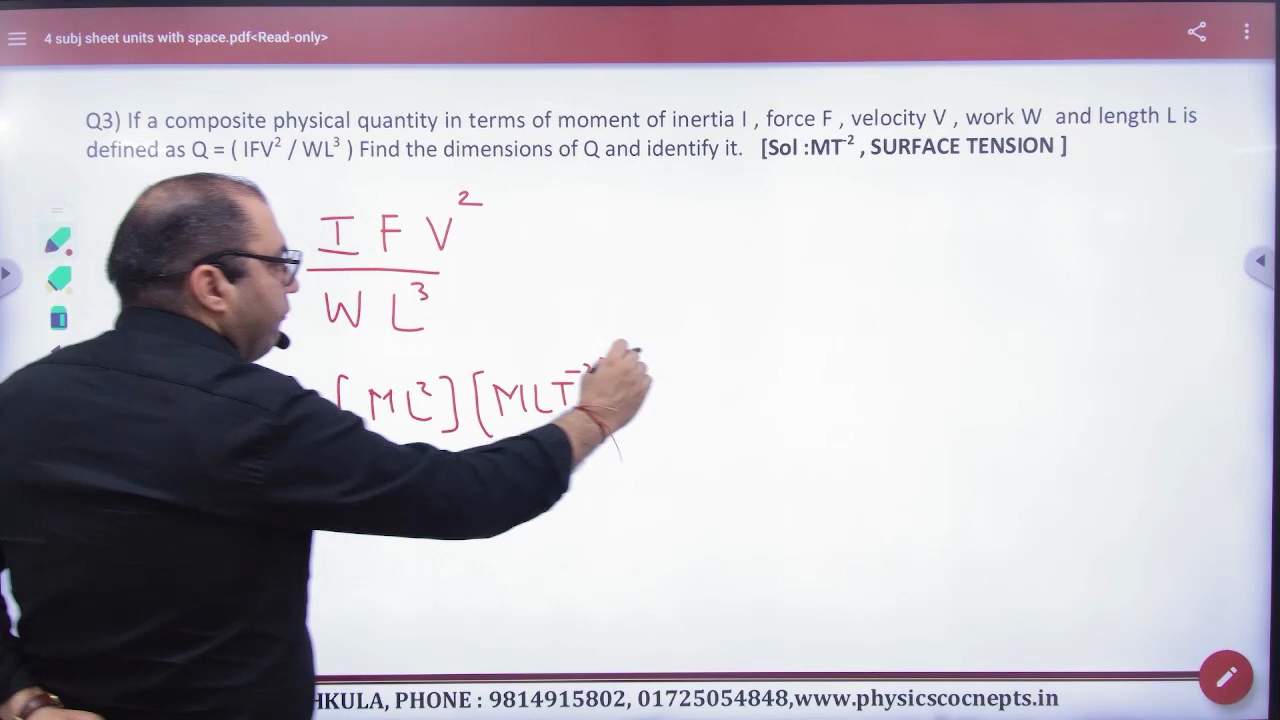 4 subj sheet units with space.pdf<Read-only>
Q3) If a composite physical quantity in terms of moment of inertia I , force F , velocity V , work W and length L is
defined as Q = ( IFV² / WL³ ) Find the dimensions of Q and identify it. [Sol :MT⁻² , SURFACE TENSION ]
I F V²
W L³
[ML²][MLT⁻²
HKULA, PHONE : 9814915802, 01725054848,www.physicscocnepts.in